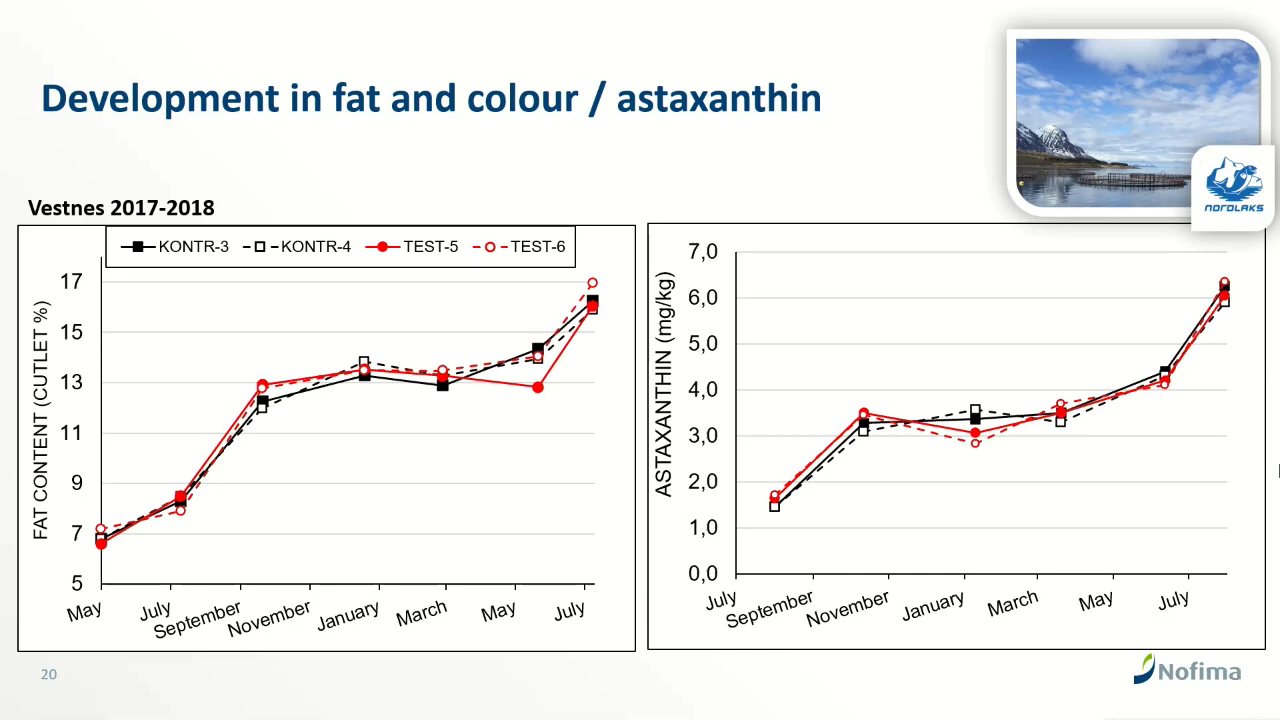 Development in fat and colour / astaxanthin
NORDLAKS
Vestnes 2017-2018
KONTR-3 KONTR-4 TEST-5 TEST-6
FAT CONTENT (CUTLET %)
17
15
13
11
9
7
5
May July September November January March May July
ASTAXANTHIN (mg/kg)
7,0
6,0
5,0
4,0
3,0
2,0
1,0
0,0
July September November January March May July
20
Nofima